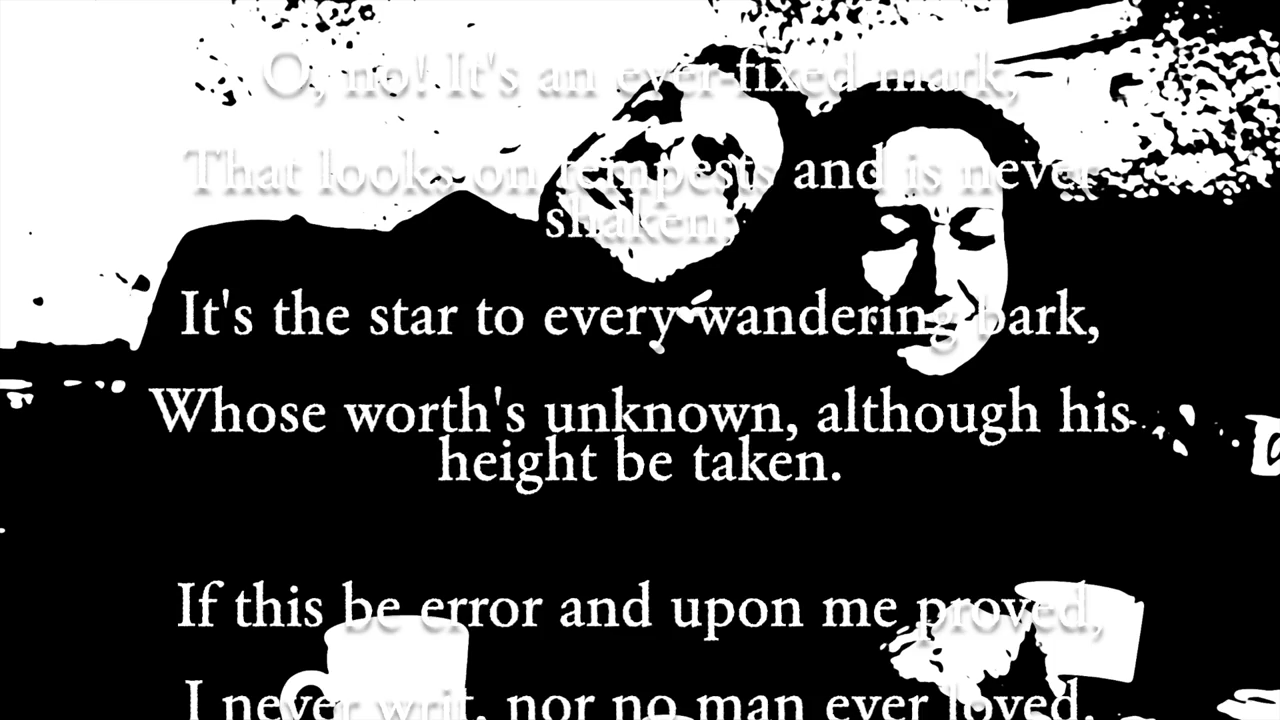 O, no! It's an ever-fixed mark,
That looks on tempests and is never
shaken;
It's the star to every wandering bark,
Whose worth's unknown, although his
height be taken.
If this be error and upon me proved,
I never writ, nor no man ever loved.